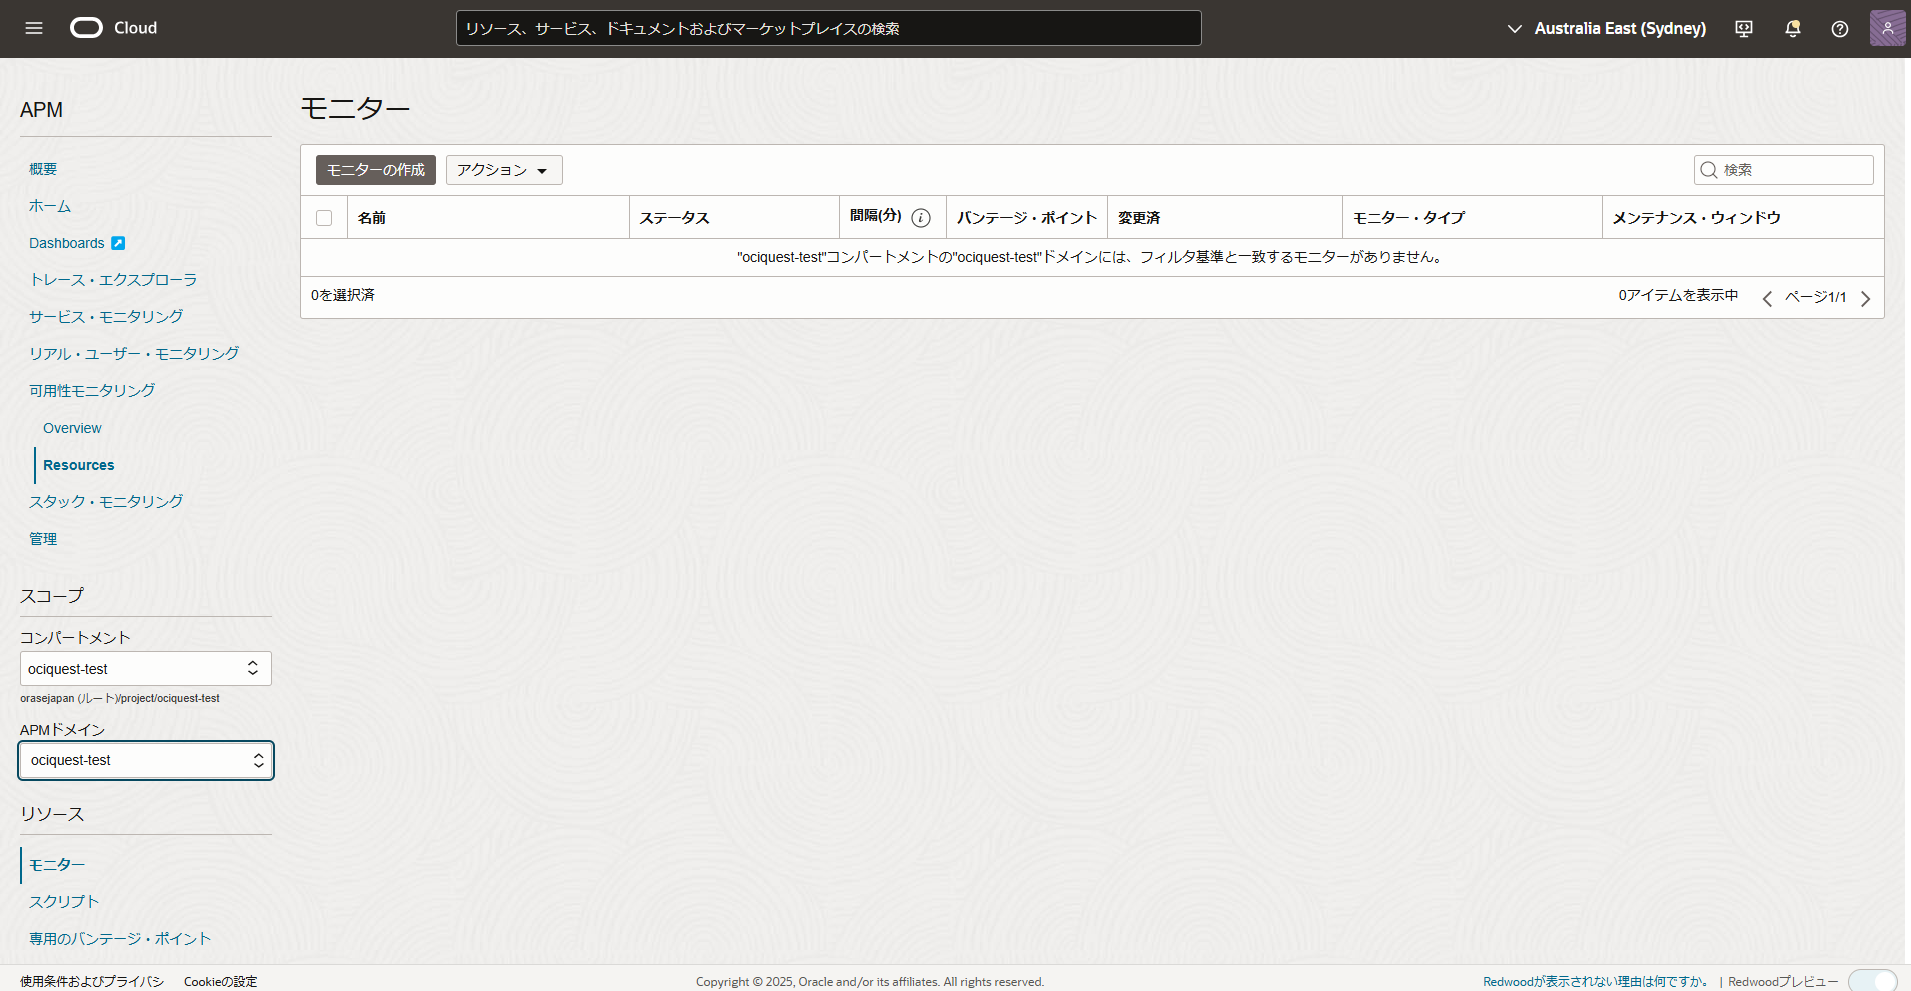 Cloud
リソース、サービス、ドキュメントおよびマーケットプレイスの検索
Australia East (Sydney)
APM
概要
ホーム
Dashboards
トレース・エクスプローラ
サービス・モニタリング
リアル・ユーザー・モニタリング
可用性モニタリング
Overview
Resources
スタック・モニタリング
管理
スコープ
コンパートメント
ociquest-test
orasejapan (ルート)/project/ociquest-test
APMドメイン
ociquest-test
リソース
モニター
スクリプト
専用のバンテージ・ポイント
モニター
モニターの作成 アクション 検索
名前 ステータス 間隔(分) バンテージ・ポイント 変更済 モニター・タイプ メンテナンス・ウィンドウ
"ociquest-test"コンパートメントの"ociquest-test"ドメインには、フィルタ基準と一致するモニターがありません。
0を選択済 0アイテムを表示中 ページ1/1
使用条件およびプライバシ Cookieの設定 Copyright © 2025, Oracle and/or its affiliates. All rights reserved. Redwoodが表示されない理由は何ですか。 | Redwoodプレビュー